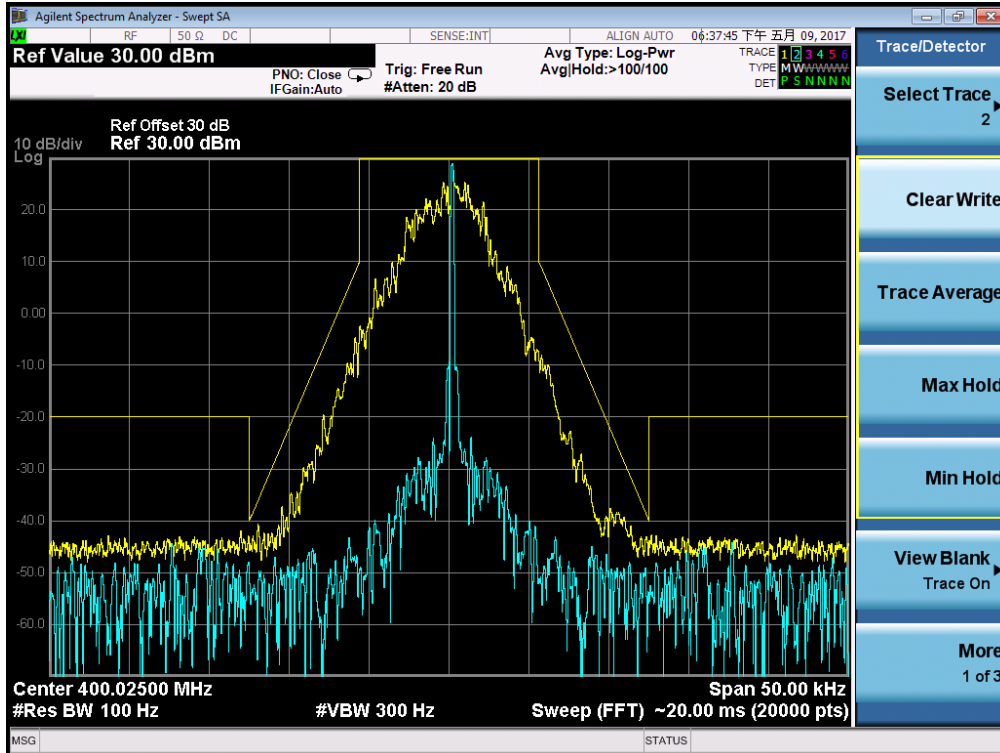 Agilent Spectrum Analyzer - Swept SA
LXI RF 50 Ω DC SENSE:INT ALIGN AUTO 06:37:45 下午 五月 09, 2017
Ref Value 30.00 dBm
PNO: Close
IFGain:Auto
Trig: Free Run
#Atten: 20 dB
Avg Type: Log-Pwr
Avg|Hold:>100/100
TRACE 1 2 3 4 5 6
TYPE M W W W W W
DET P S N N N N
Ref Offset 30 dB
10 dB/div Ref 30.00 dBm
Log
20.0
10.0
0.00
-10.0
-20.0
-30.0
-40.0
-50.0
-60.0
Center 400.02500 MHz Span 50.00 kHz
#Res BW 100 Hz #VBW 300 Hz Sweep (FFT) ~20.00 ms (20000 pts)
MSG STATUS
Trace/Detector
Select Trace
2
Clear Write
Trace Average
Max Hold
Min Hold
View Blank
Trace On
More
1 of 3